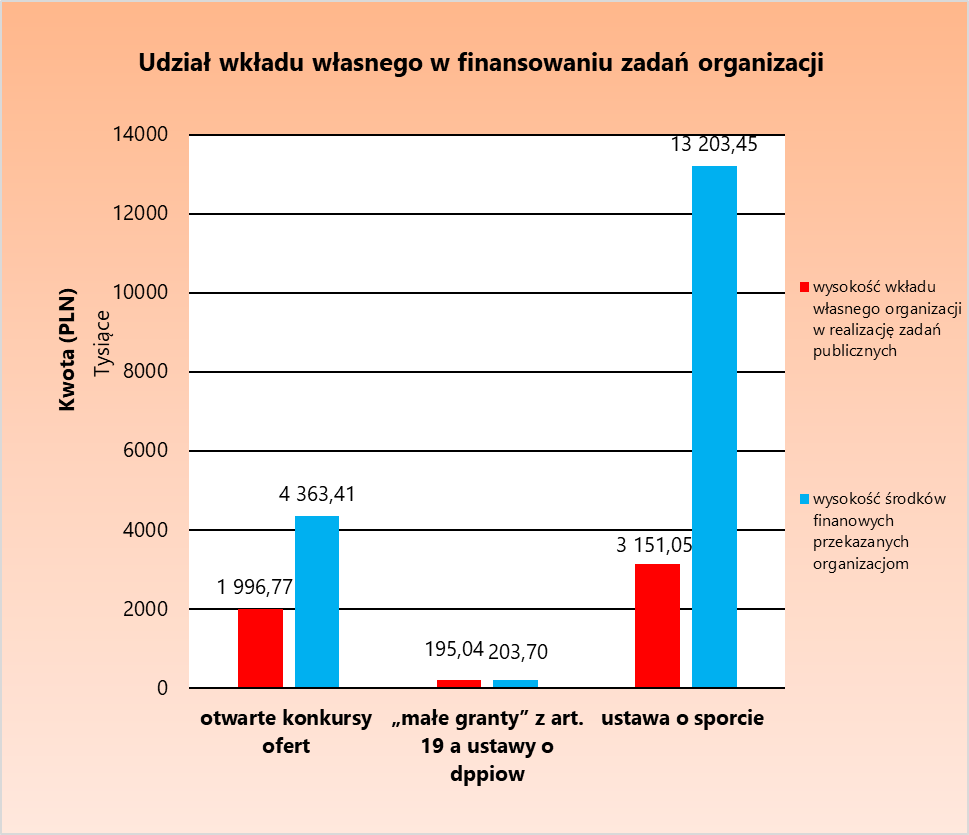 Udział wkładu własnego w finansowaniu zadań organizacji
Kwota (PLN)
Tysiące
14000
12000
10000
8000
6000
4000
2000
0
1 996,77
4 363,41
195,04
203,70
3 151,05
13 203,45
otwarte konkursy
ofert
„małe granty” z art.
19 a ustawy o
dppiow
ustawa o sporcie
wysokość wkładu
własnego organizacji
w realizację zadań
publicznych
wysokość środków
finanowych
przekazanych
organizacjom